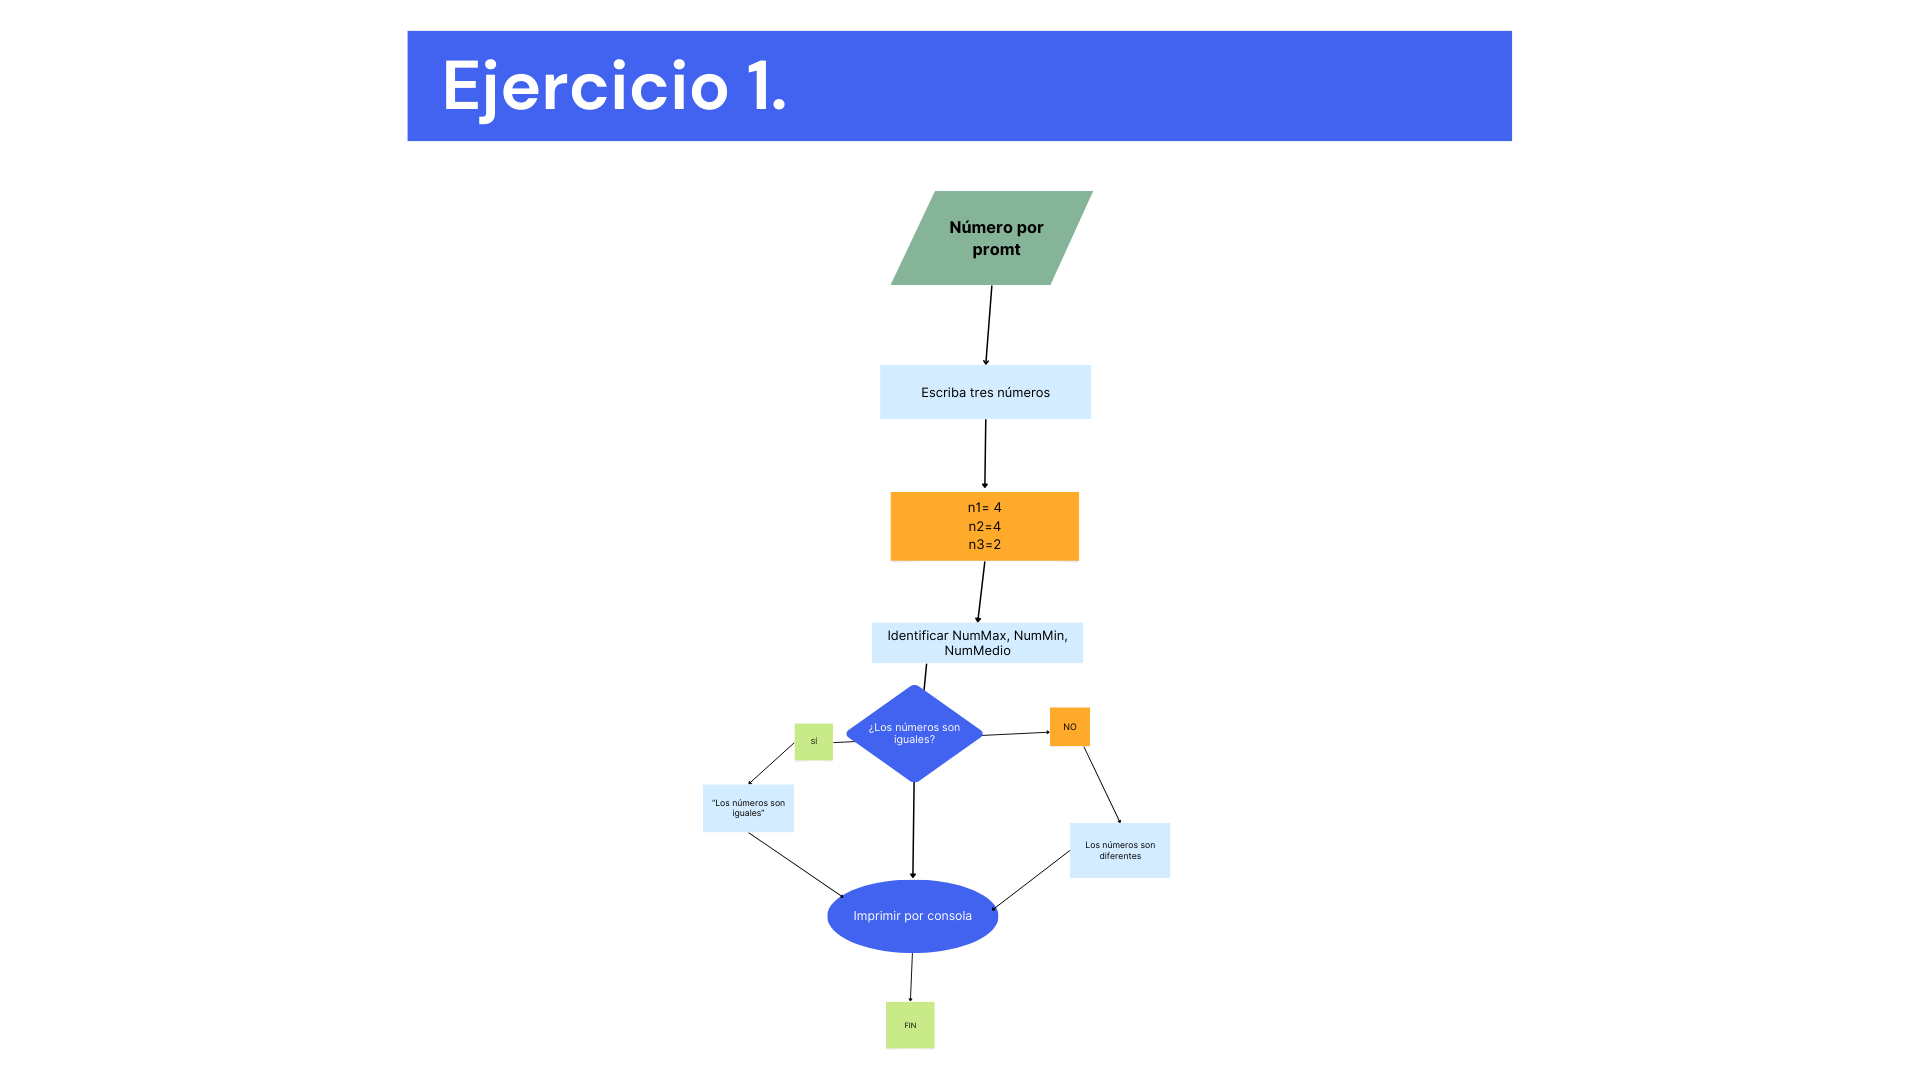 Ejercicio 1.
Número por
promt
Escriba tres números
n1= 4
n2=4
n3=2
Identificar NumMax, NumMin,
NumMedio
¿Los números son
iguales?
SÍ
NO
"Los números son
iguales"
Los números son
diferentes
Imprimir por consola
FIN